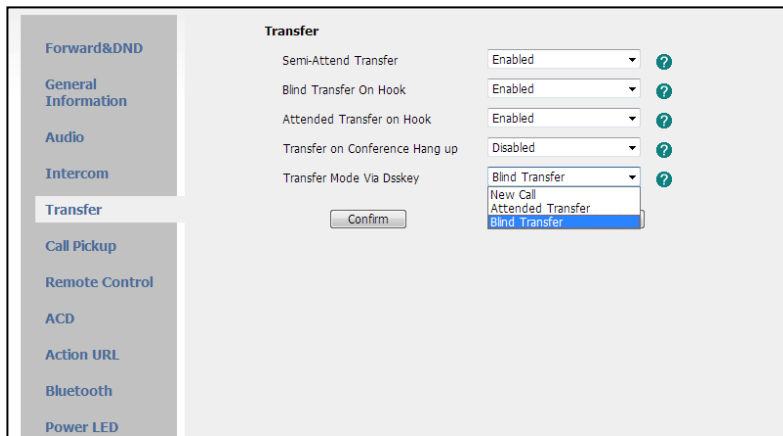 Forward&DND
General
Information
Audio
Intercom
Transfer
Call Pickup
Remote Control
ACD
Action URL
Bluetooth
Power LED
Transfer
Semi-Attend Transfer Enabled ?
Blind Transfer On Hook Enabled ?
Attended Transfer on Hook Enabled ?
Transfer on Conference Hang up Disabled ?
Transfer Mode Via Dsskey Blind Transfer ?
New Call
Attended Transfer
Blind Transfer
Confirm